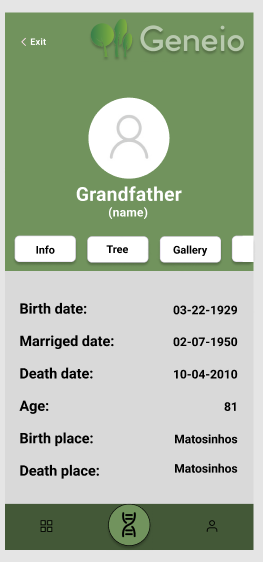 < Exit
Geneio
Grandfather
(name)
Info Tree Gallery
Birth date: 03-22-1929
Marriged date: 02-07-1950
Death date: 10-04-2010
Age: 81
Birth place: Matosinhos
Death place: Matosinhos